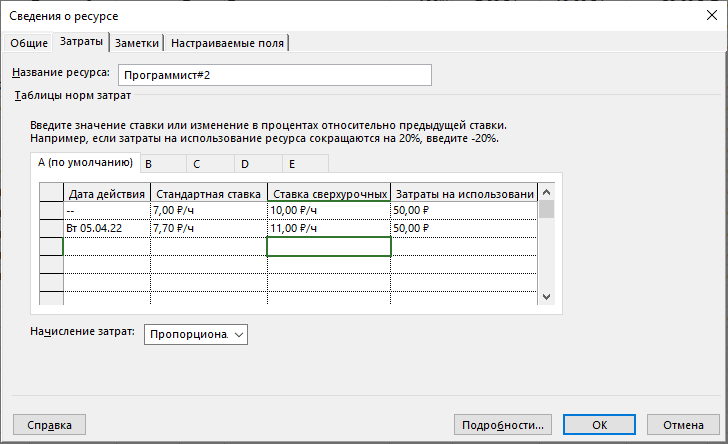 Сведения о ресурсе
Общие Затраты Заметки Настраиваемые поля
Название ресурса: Программист#2
Таблицы норм затрат
Введите значение ставки или изменение в процентах относительно предыдущей ставки.
Например, если затраты на использование ресурса сокращаются на 20%, введите -20%.
A (по умолчанию) B C D E
Дата действия Стандартная ставка Ставка сверхурочных Затраты на использовани
-- 7,00 ₽/ч 10,00 ₽/ч 50,00 ₽
Вт 05.04.22 7,70 ₽/ч 11,00 ₽/ч 50,00 ₽
Начисление затрат: Пропорциона.
Справка Подробности... ОК Отмена